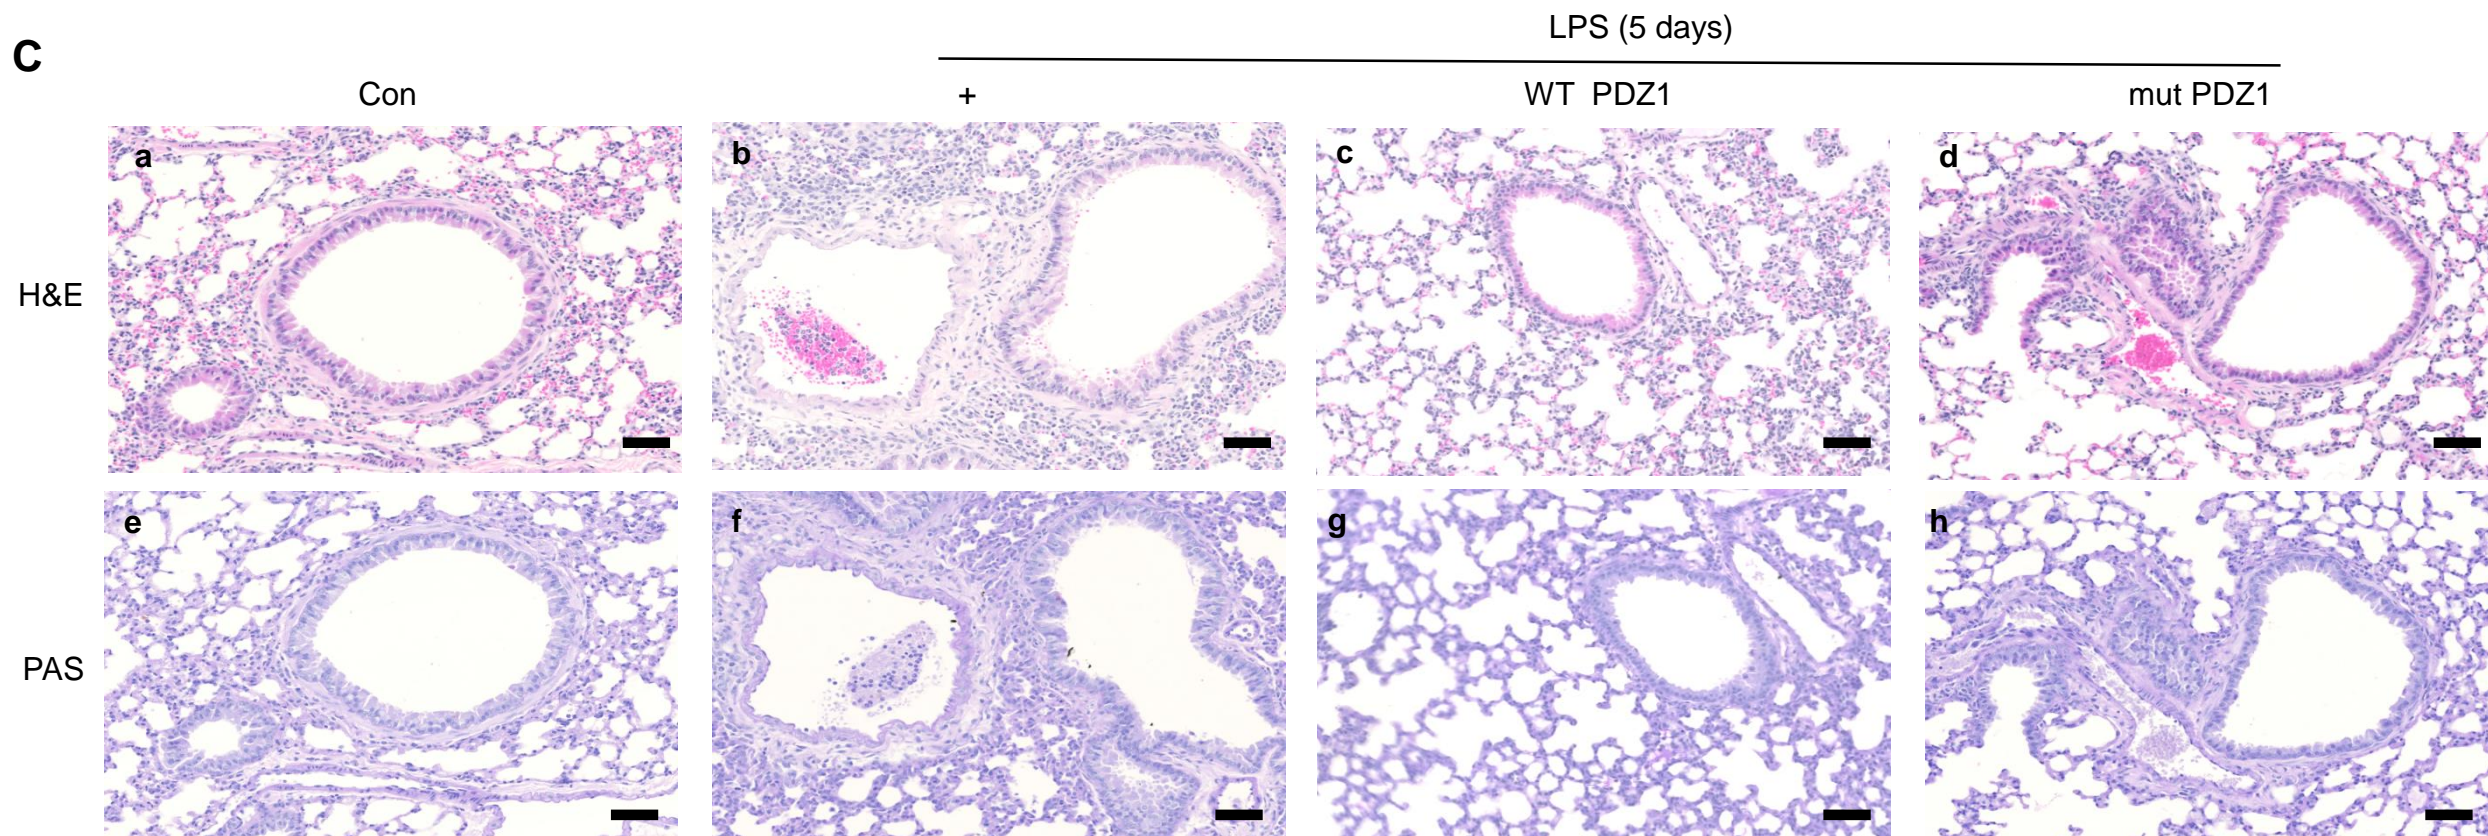 C
LPS (5 days)
Con
+
WT PDZ1
mut PDZ1
H&E
a
b
c
d
PAS
e
f
g
h